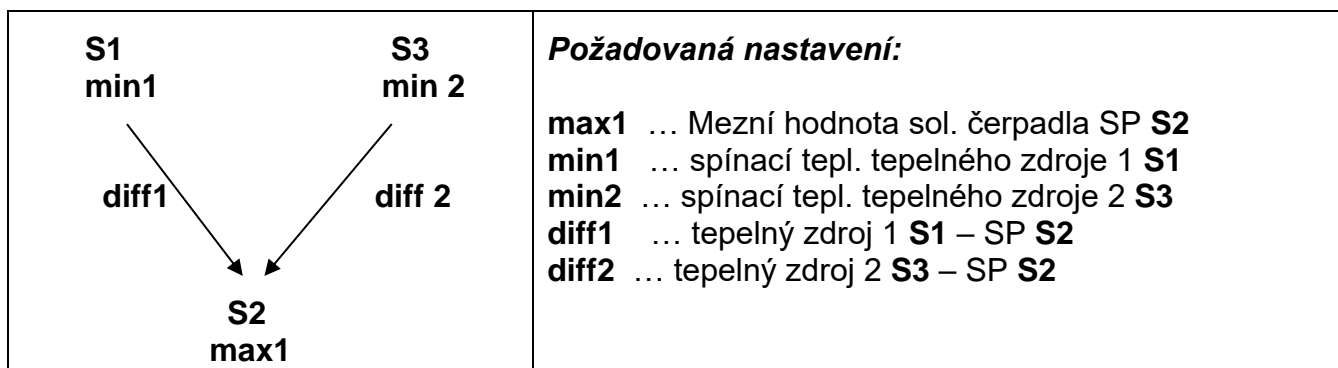 S1 S3
min1 min 2
diff1 diff 2
S2
max1
Požadovaná nastavení:
max1 … Mezní hodnota sol. čerpadla SP S2
min1 … spínací tepl. tepelného zdroje 1 S1
min2 … spínací tepl. tepelného zdroje 2 S3
diff1 … tepelný zdroj 1 S1 – SP S2
diff2 … tepelný zdroj 2 S3 – SP S2